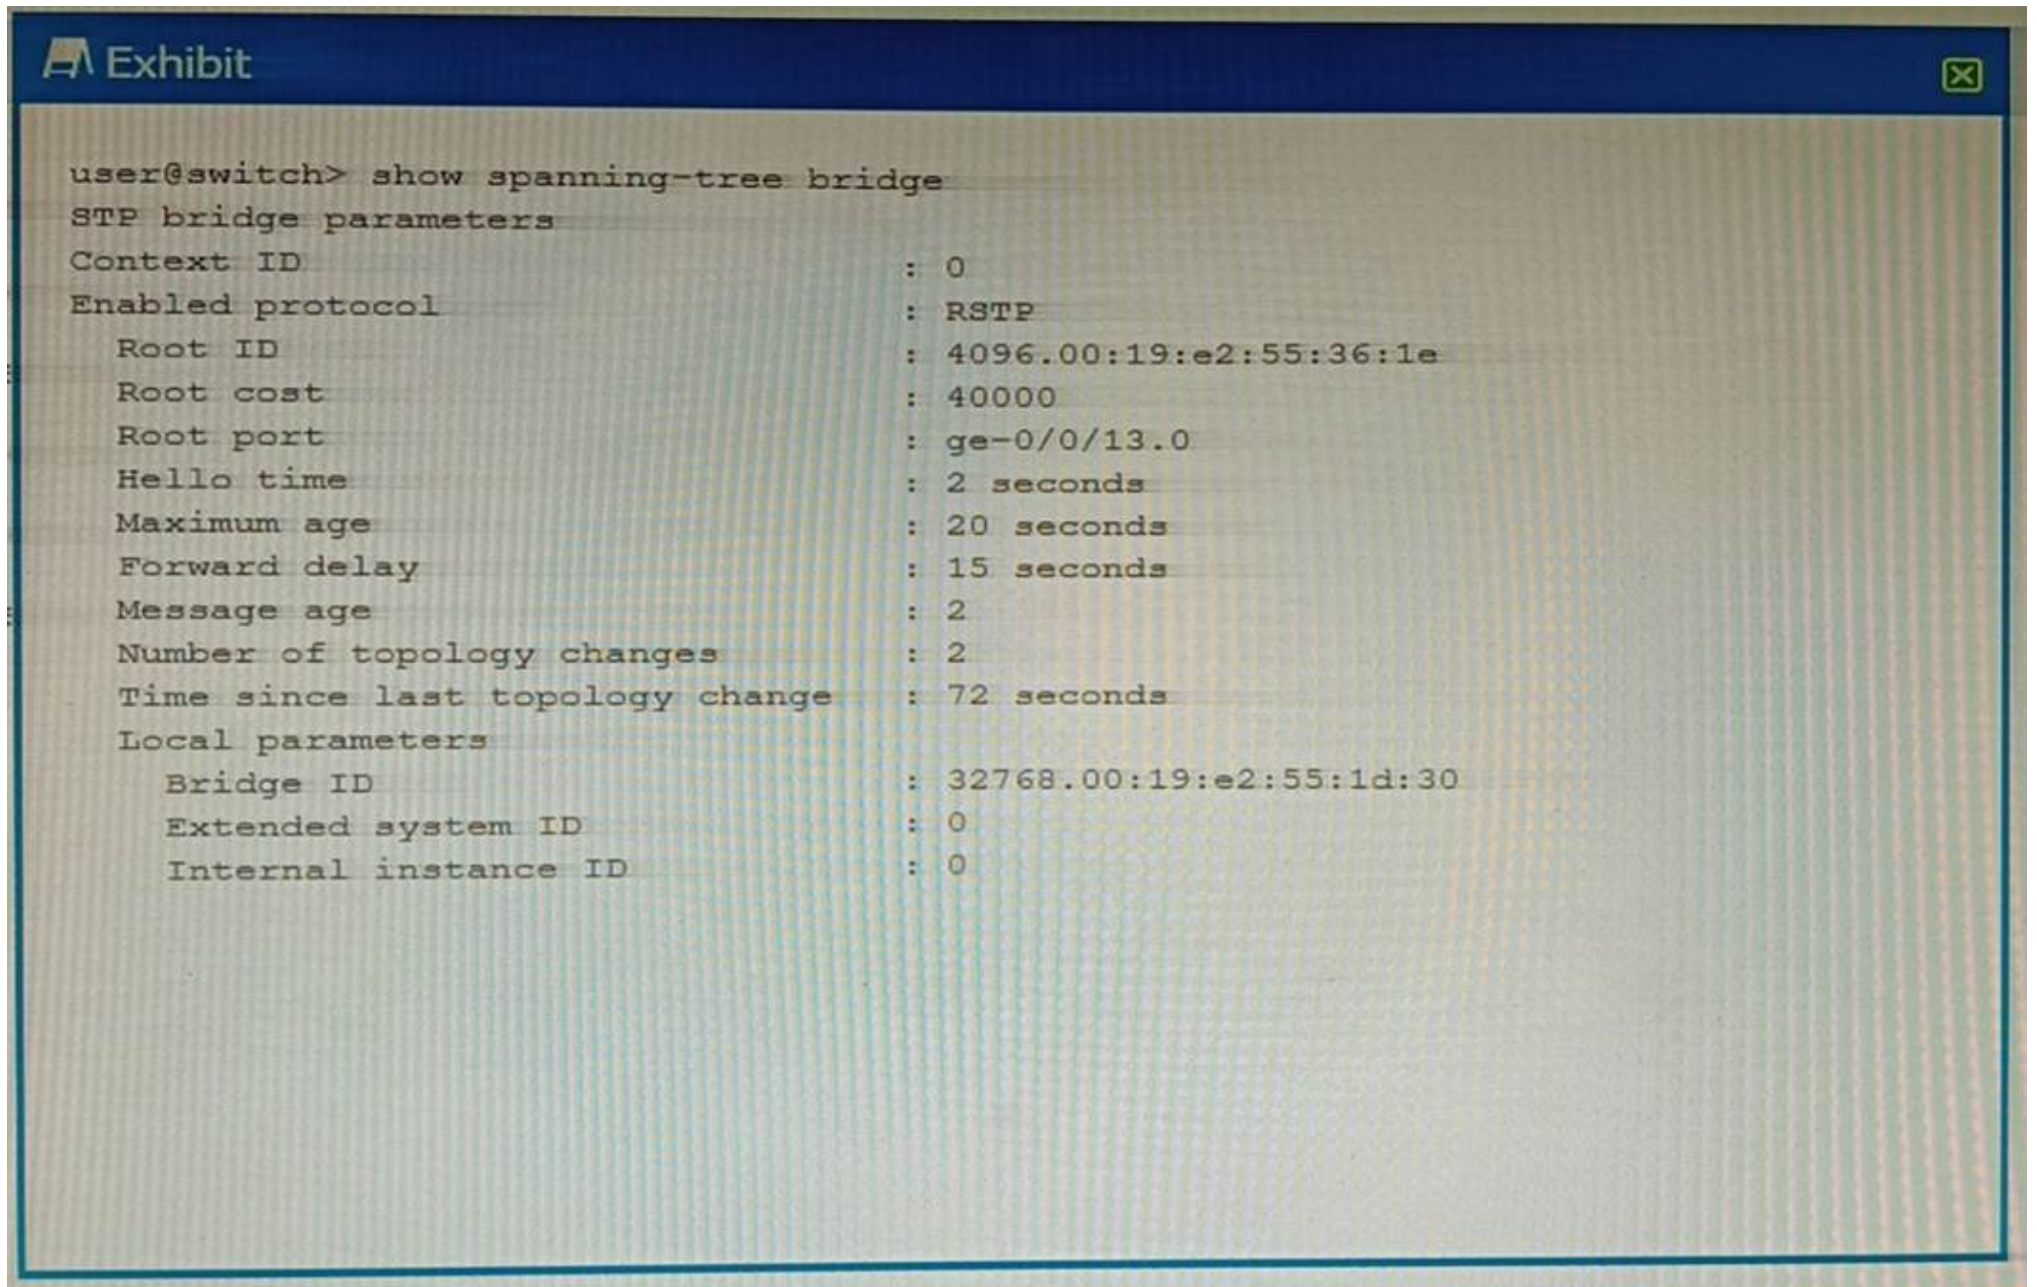 Exhibit
user@switch> show spanning-tree bridge
STP bridge parameters
Context ID : 0
Enabled protocol : RSTP
Root ID : 4096.00:19:e2:55:36:1e
Root cost : 40000
Root port : ge-0/0/13.0
Hello time : 2 seconds
Maximum age : 20 seconds
Forward delay : 15 seconds
Message age : 2
Number of topology changes : 2
Time since last topology change : 72 seconds
Local parameters
Bridge ID : 32768.00:19:e2:55:1d:30
Extended system ID : 0
Internal instance ID : 0